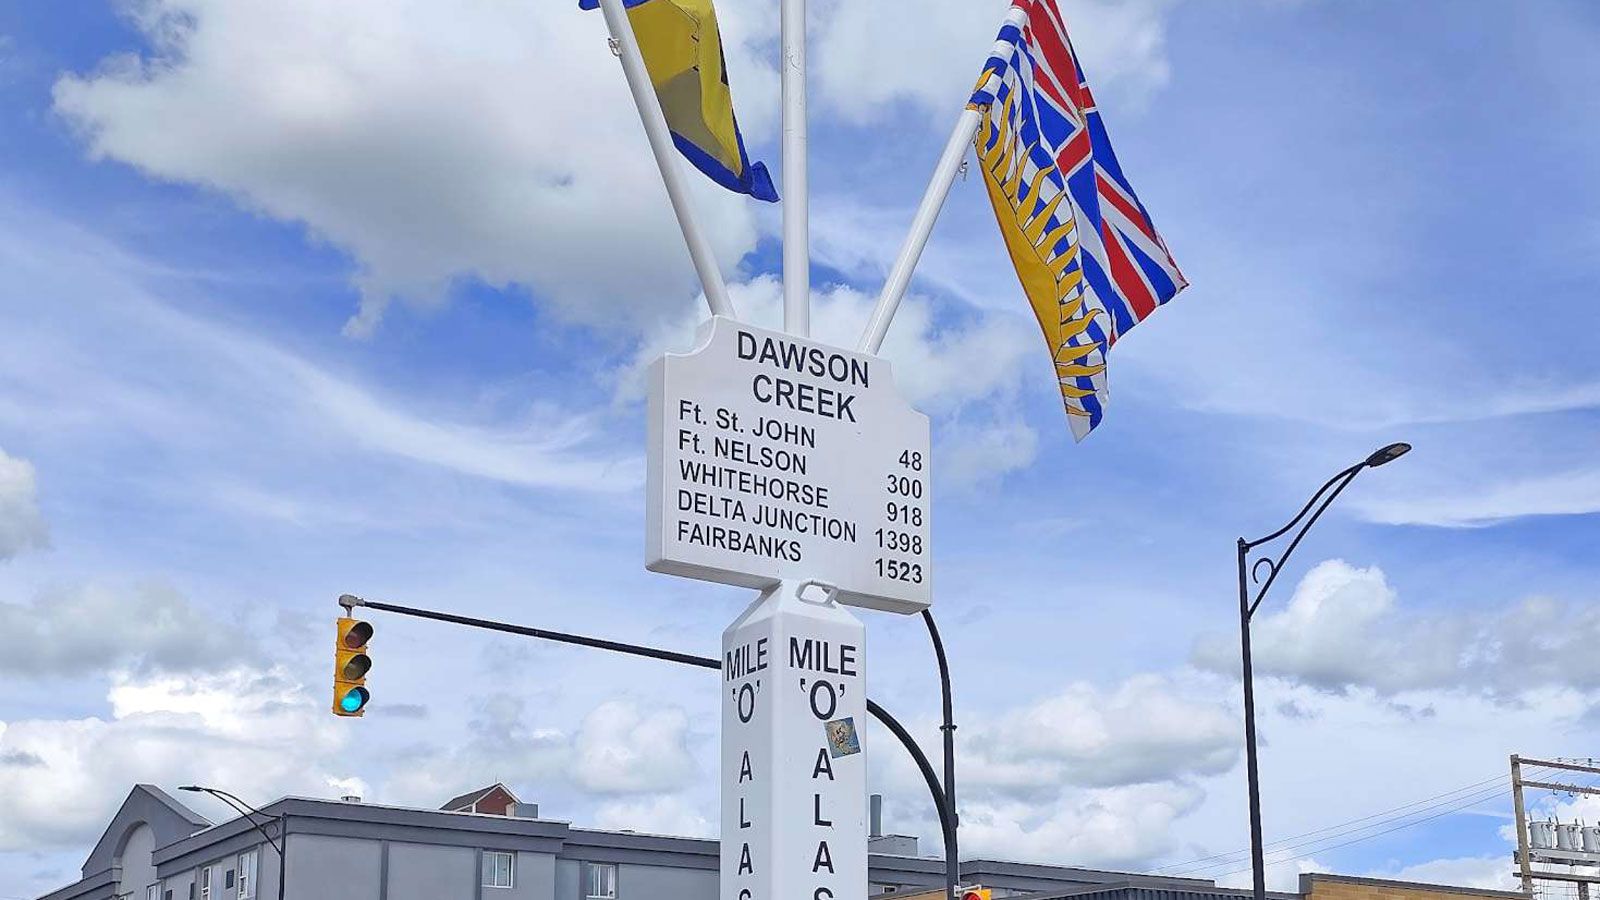 DAWSON
CREEK
Ft. St. JOHN 48
Ft. NELSON 300
WHITEHORSE 918
DELTA JUNCTION 1398
FAIRBANKS 1523
MILE
'O'
A
L
A
S
MILE
'O'
A
L
A
S